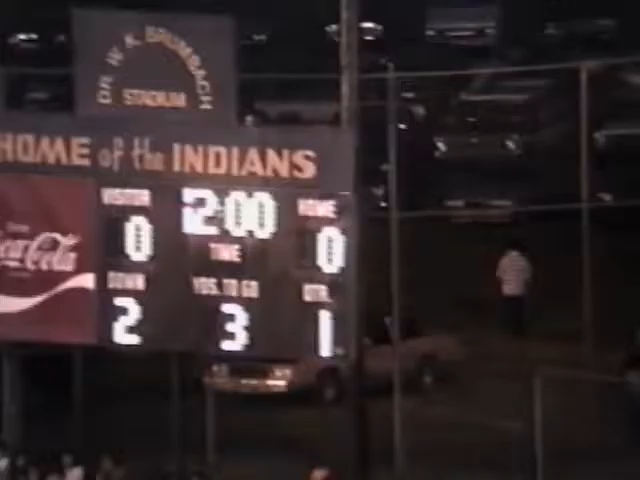 DR. W. K. BRUMBACH
STADIUM
HOME of the INDIANS
VISITOR 12:00 HOME
0 TIME 0
DOWN YDS. TO GO QTR.
2 3 1
Coca-Cola